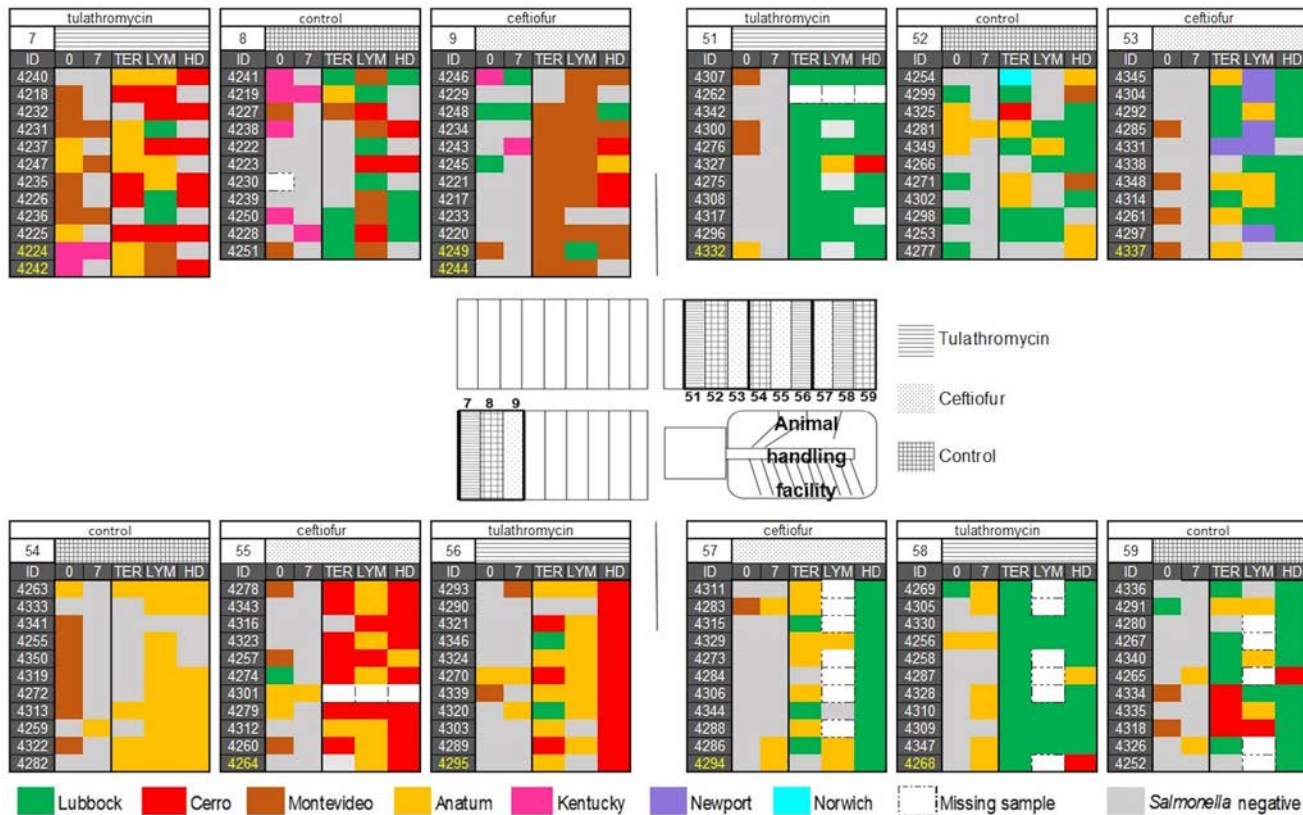 tulathromycin control ceftiofur tulathromycin control ceftiofur
7 8 9 51 52 53
ID 0 7 TER LYM HD ID 0 7 TER LYM HD ID 0 7 TER LYM HD ID 0 7 TER LYM HD ID 0 7 TER LYM HD ID 0 7 TER LYM HD
4240 4241 4246 4307 4254 4345
4218 4219 4229 4262 4299 4304
4232 4227 4248 4342 4325 4292
4231 4238 4234 4300 4281 4285
4237 4222 4243 4276 4349 4331
4247 4223 4245 4327 4266 4338
4235 4230 4221 4275 4271 4348
4226 4239 4217 4308 4302 4314
4236 4250 4233 4317 4298 4261
4225 4228 4220 4296 4253 4297
4224 4251 4249 4332 4277 4337
4242 4244
Tulathromycin
Ceftiofur
Control
51 52 53 54 55 56 57 58 59
7 8 9
Animal
handling
facility
control ceftiofur tulathromycin ceftiofur tulathromycin control
54 55 56 57 58 59
ID 0 7 TER LYM HD ID 0 7 TER LYM HD ID 0 7 TER LYM HD ID 0 7 TER LYM HD ID 0 7 TER LYM HD ID 0 7 TER LYM HD
4263 4278 4293 4311 4269 4336
4333 4343 4290 4283 4305 4291
4341 4316 4321 4315 4330 4280
4255 4323 4346 4329 4256 4267
4350 4257 4324 4273 4258 4340
4319 4274 4270 4284 4287 4265
4272 4301 4339 4306 4328 4334
4313 4279 4320 4344 4310 4335
4259 4312 4303 4288 4309 4318
4322 4260 4289 4286 4347 4326
4282 4264 4295 4294 4268 4252
Lubbock Cerro Montevideo Anatum Kentucky Newport Norwich Missing sample Salmonella negative